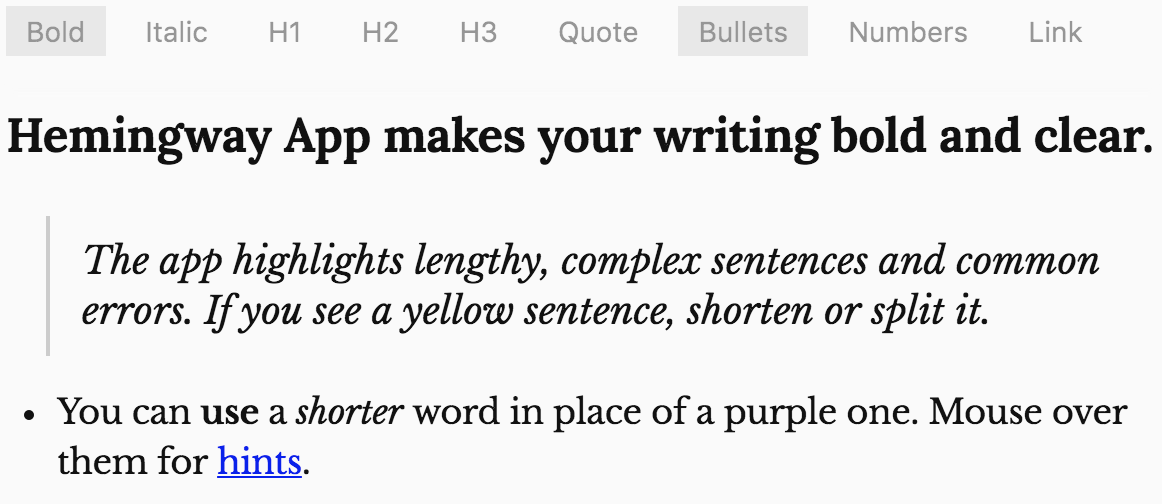 Bold Italic H1 H2 H3 Quote Bullets Numbers Link
Hemingway App makes your writing bold and clear.
The app highlights lengthy, complex sentences and common
errors. If you see a yellow sentence, shorten or split it.
• You can use a shorter word in place of a purple one. Mouse over
them for hints.